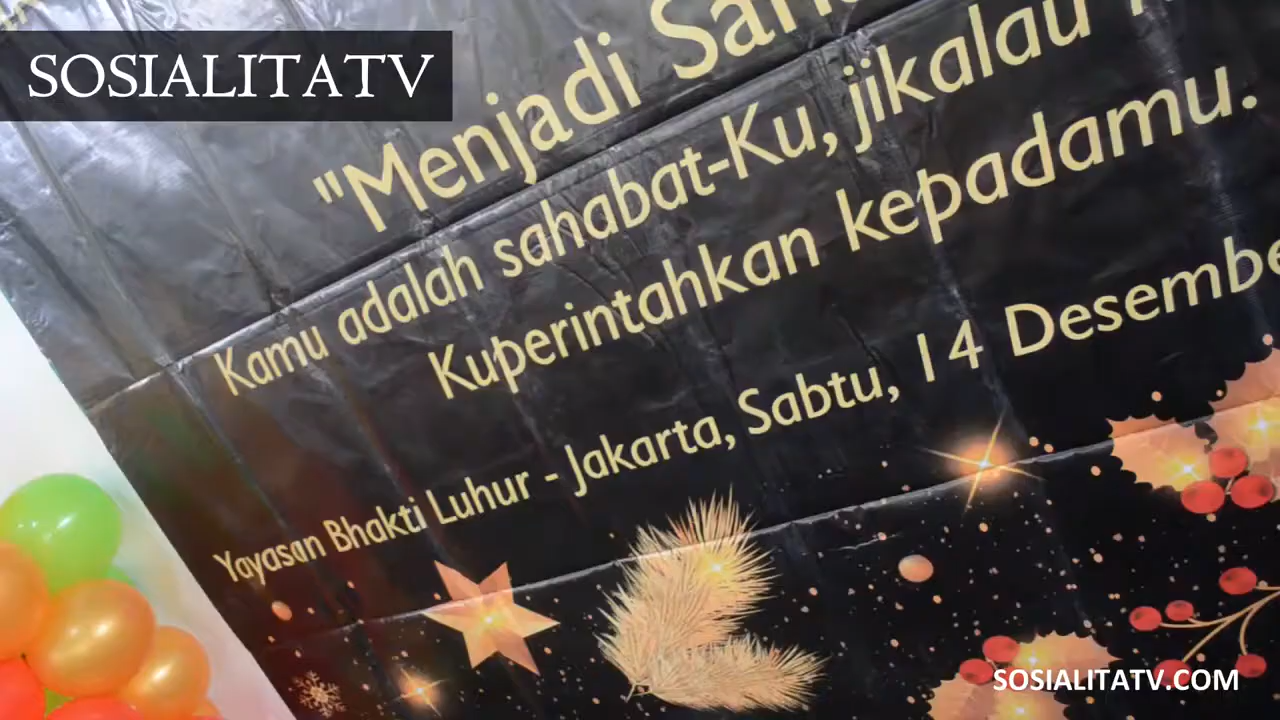 SOSIALITATV
"Menjadi
Kamu adalah sahabat-Ku, jikalau
Kuperintahkan kepadamu.
Yayasan Bhakti Luhur - Jakarta, Sabtu, 14
SOSIALITATV.COM